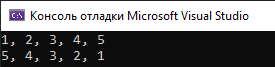 Консоль отладки Microsoft Visual Studio
1, 2, 3, 4, 5
5, 4, 3, 2, 1